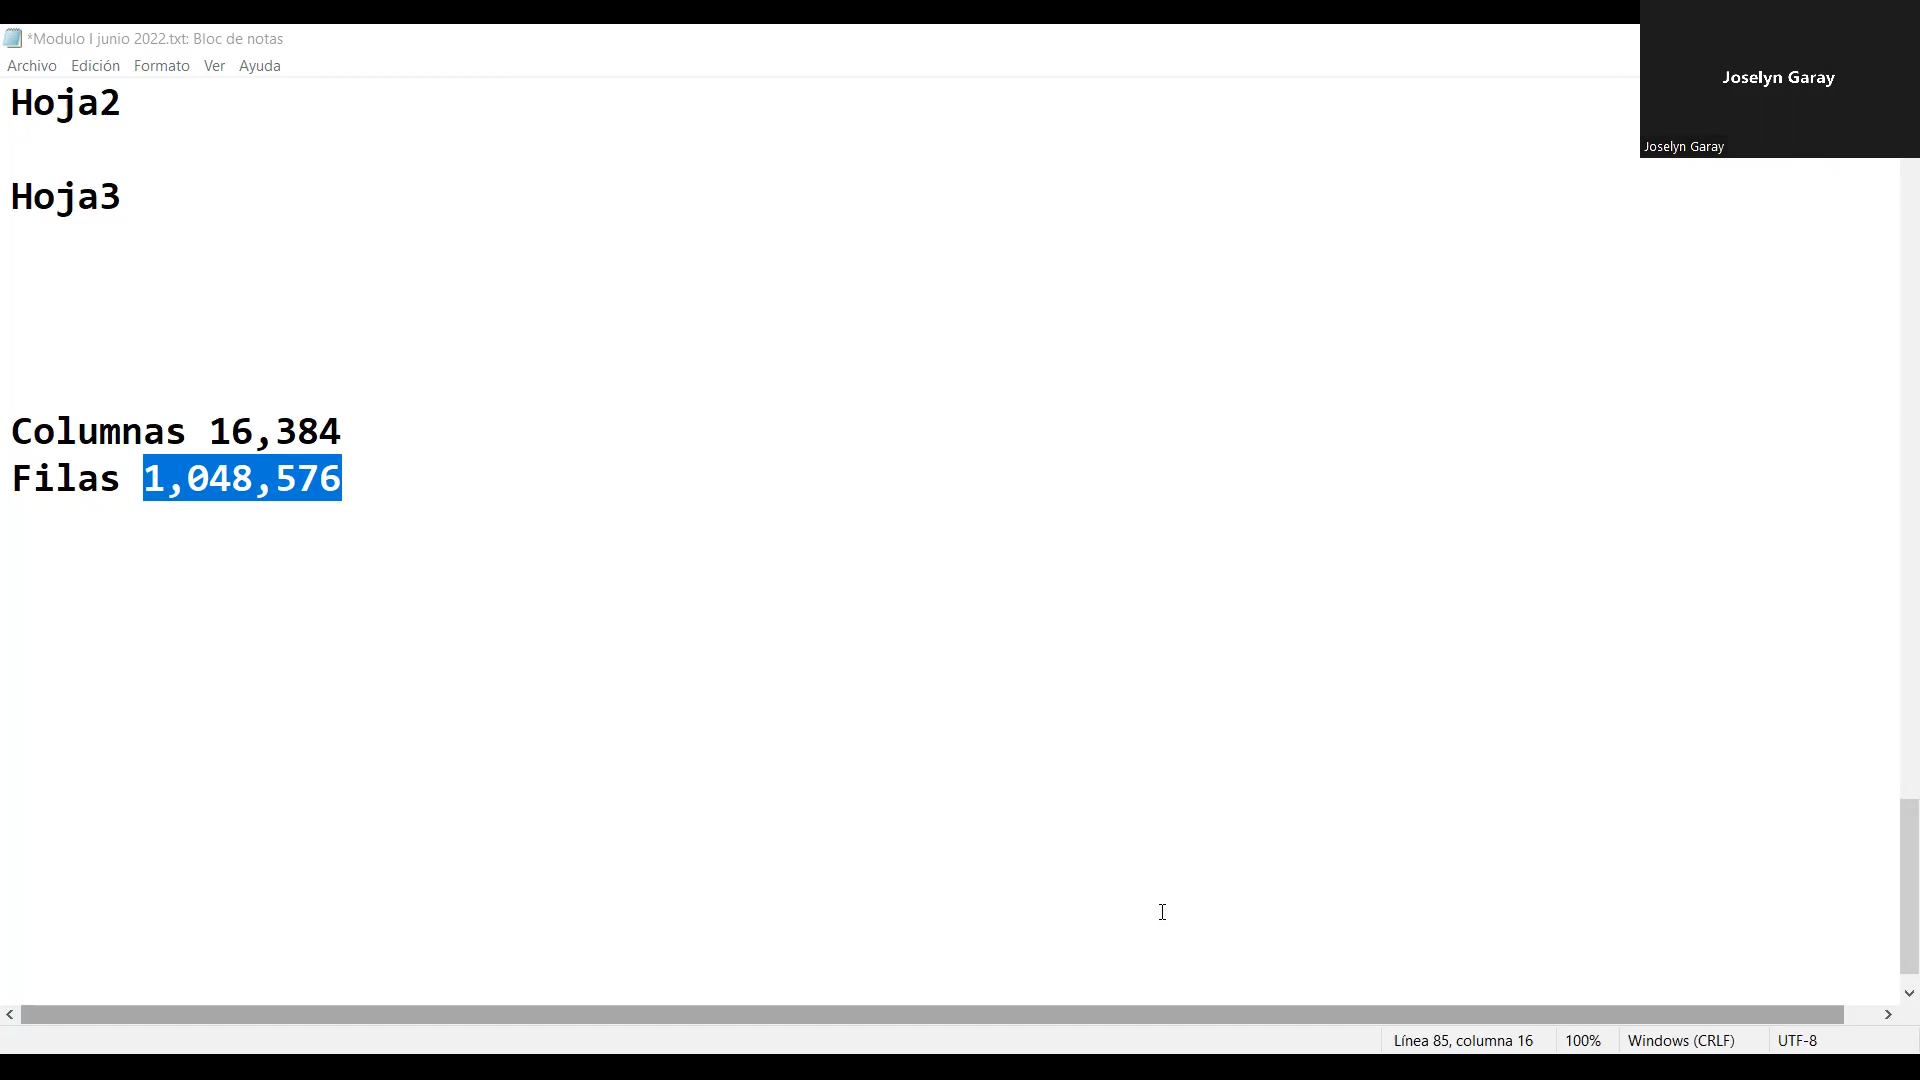 *Modulo I junio 2022.txt: Bloc de notas
Archivo Edición Formato Ver Ayuda
Joselyn Garay
Joselyn Garay
Hoja2
Hoja3
Columnas 16,384
Filas 1,048,576
Línea 85, columna 16 100% Windows (CRLF) UTF-8